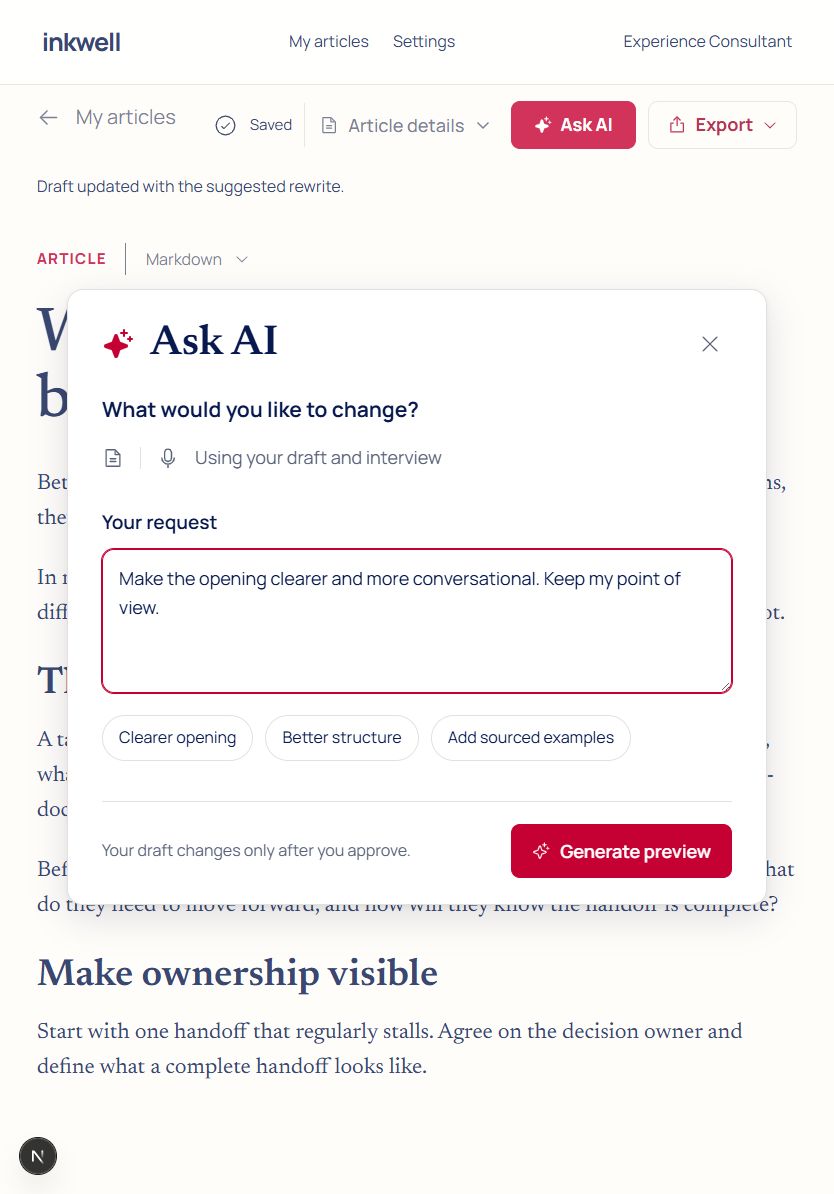 inkwell
My articles
Settings
Experience Consultant
My articles
Saved
Article details
Ask AI
Export
Draft updated with the suggested rewrite.
ARTICLE
Markdown
Ask AI
What would you like to change?
Using your draft and interview
Your request
Make the opening clearer and more conversational. Keep my point of
view.
Clearer opening
Better structure
Add sourced examples
Your draft changes only after you approve.
Generate preview
do they need to move forward, and how will they know the handoff is complete?
Make ownership visible
Start with one handoff that regularly stalls. Agree on the decision owner and
define what a complete handoff looks like.
N